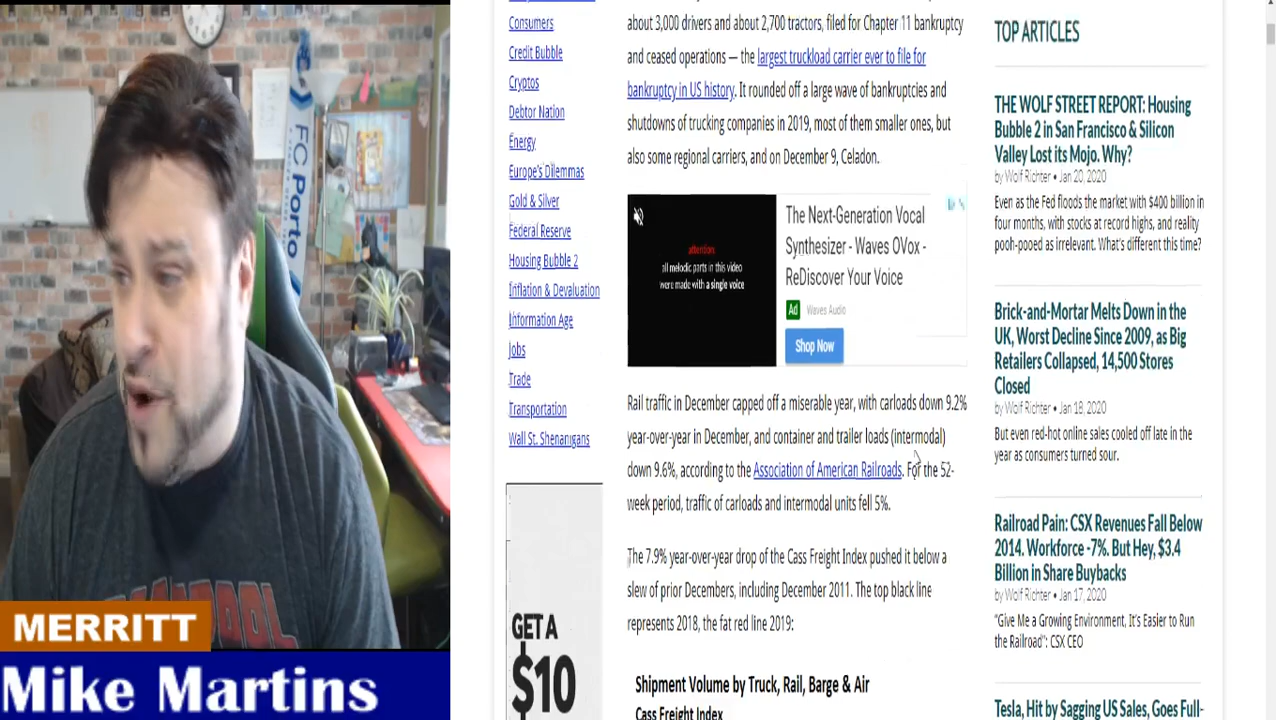 FC Porto
MERRITT
Mike Martins
Consumers
Credit Bubble
Cryptos
Debtor Nation
Energy
Europe's Dilemmas
Gold & Silver
Federal Reserve
Housing Bubble 2
Inflation & Devaluation
Information Age
Jobs
Trade
Transportation
Wall St. Shenanigans
GET A
$10
about 3,000 drivers and about 2,700 tractors, filed for Chapter 11 bankruptcy
and ceased operations — the largest truckload carrier ever to file for
bankruptcy in US history. It rounded off a large wave of bankruptcies and
shutdowns of trucking companies in 2019, most of them smaller ones, but
also some regional carriers, and on December 9, Celadon.
all melodic parts in this video
were made with a single voice
The Next-Generation Vocal
Synthesizer - Waves OVox -
ReDiscover Your Voice
Ad Waves Audio
Shop Now
Rail traffic in December capped off a miserable year, with carloads down 9.2%
year-over-year in December, and container and trailer loads (intermodal)
down 9.6%, according to the Association of American Railroads. For the 52-
week period, traffic of carloads and intermodal units fell 5%.
The 7.9% year-over-year drop of the Cass Freight Index pushed it below a
slew of prior Decembers, including December 2011. The top black line
represents 2018, the fat red line 2019:
Shipment Volume by Truck, Rail, Barge & Air
Cass Freight Index
TOP ARTICLES
THE WOLF STREET REPORT: Housing
Bubble 2 in San Francisco & Silicon
Valley Lost its Mojo. Why?
by Wolf Richter • Jan 20, 2020
Even as the Fed floods the market with $400 billion in
four months, with stocks at record highs, and reality
pooh-pooed as irrelevant. What's different this time?
Brick-and-Mortar Melts Down in the
UK, Worst Decline Since 2009, as Big
Retailers Collapsed, 14,500 Stores
Closed
by Wolf Richter • Jan 18, 2020
But even red-hot online sales cooled off late in the
year as consumers turned sour.
Railroad Pain: CSX Revenues Fall Below
2014. Workforce -7%. But Hey, $3.4
Billion in Share Buybacks
by Wolf Richter • Jan 17, 2020
"Give Me a Growing Environment, It's Easier to Run
the Railroad": CSX CEO
Tesla, Hit by Sagging US Sales, Goes Full-